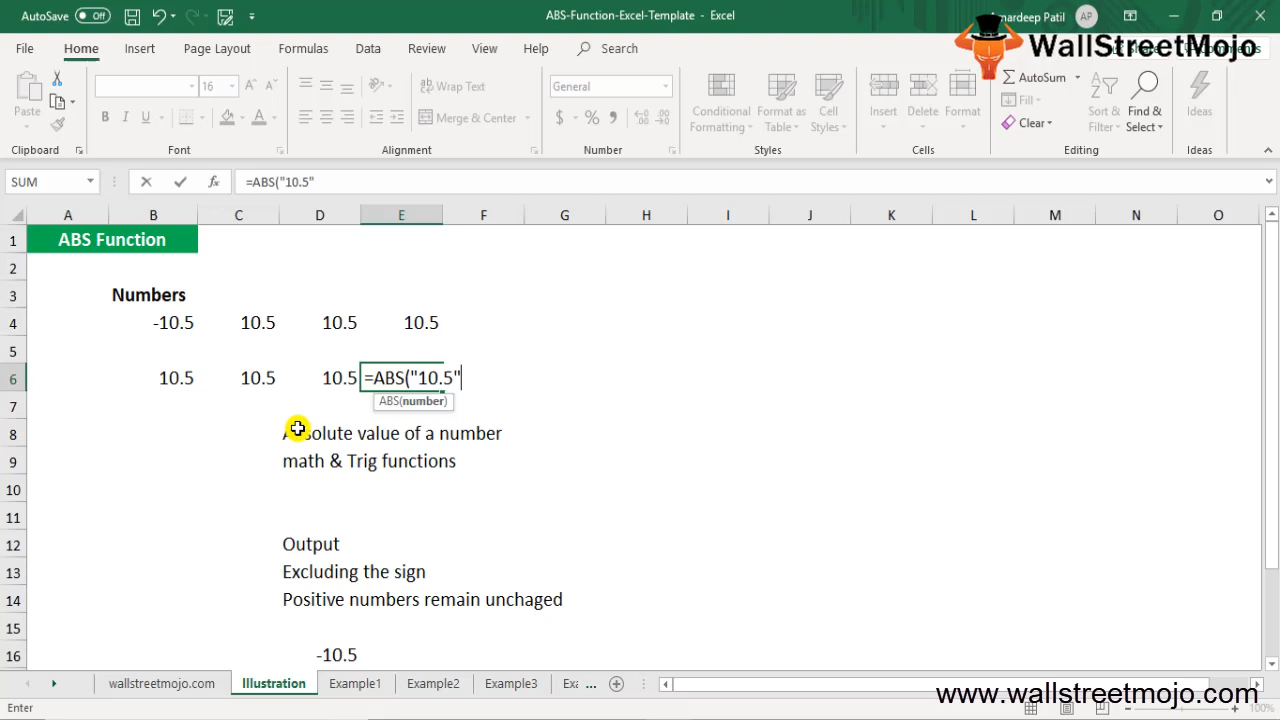 AutoSave Off ABS-Function-Excel-Template - Excel Amardeep Patil AP
File Home Insert Page Layout Formulas Data Review View Help Search
WallStreetMojo
Paste
16
Wrap Text
Merge & Center
General
Conditional Formatting
Format as Table
Cell Styles
Insert Delete Format
AutoSum
Fill
Clear
Sort & Filter
Find & Select
Ideas
Clipboard Font Alignment Number Styles Cells Editing Ideas
SUM fx =ABS("10.5"
A B C D E F G H I J K L M N O
1 ABS Function
2
3 Numbers
4 -10.5 10.5 10.5 10.5
5
6 10.5 10.5 10.5 =ABS("10.5"
ABS(number)
7
8 Absolute value of a number
9 math & Trig functions
10
11
12 Output
13 Excluding the sign
14 Positive numbers remain unchaged
15
16 -10.5
wallstreetmojo.com Illustration Example1 Example2 Example3 ...
www.wallstreetmojo.com
Enter 100%